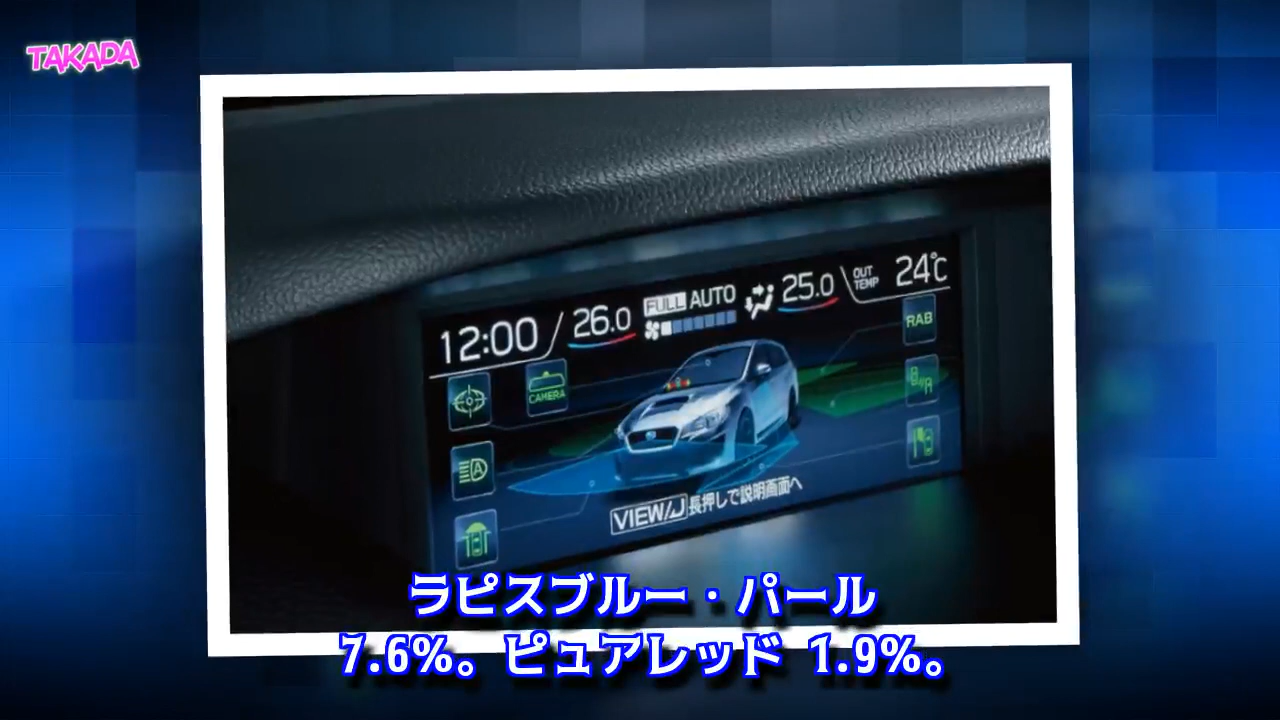 TAKADA
12:00 / 26.0 FULL AUTO 25.0 OUT TEMP 24℃
CAMERA
RAB
VIEW/ 長押しで説明画面へ
ラピスブルー・パール
7.6%。ピュアレッド 1.9%。